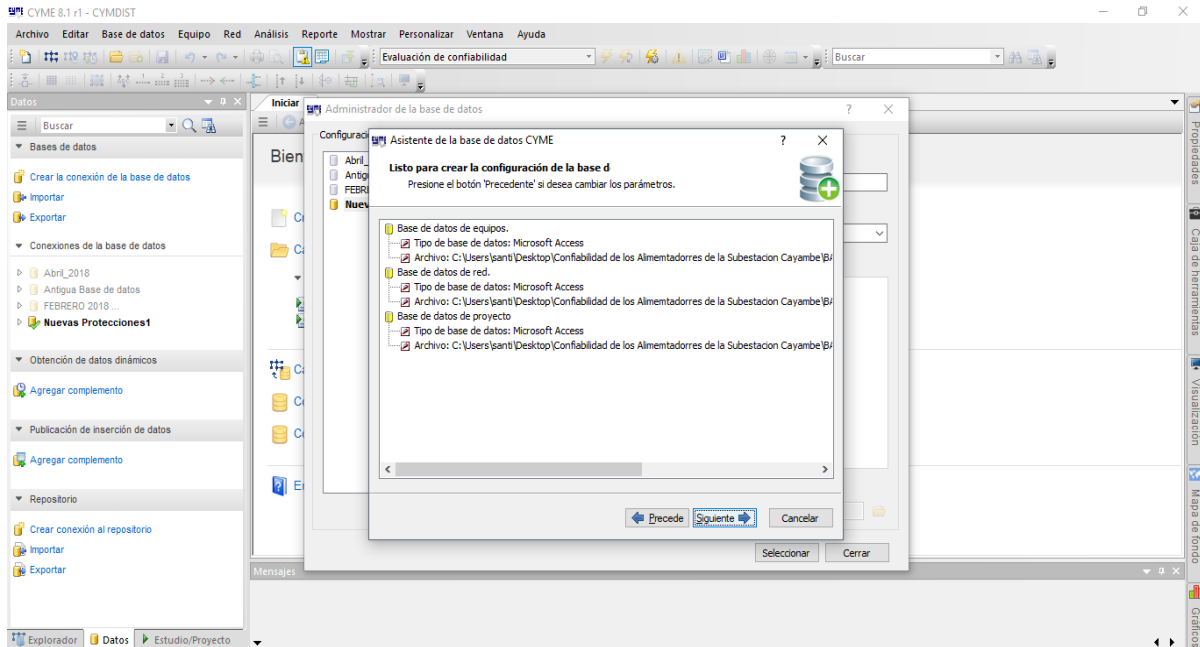 CYME 8.1 r1 - CYMDIST
Archivo Editar Base de datos Equipo Red Análisis Reporte Mostrar Personalizar Ventana Ayuda
Evaluación de confiabilidad
Buscar
Datos
Buscar
Bases de datos
Crear la conexión de la base de datos
Importar
Exportar
Conexiones de la base de datos
Abril_2018
Antigua Base de datos
FEBRERO 2018 ...
Nuevas Protecciones1
Obtención de datos dinámicos
Agregar complemento
Publicación de inserción de datos
Agregar complemento
Repositorio
Crear conexión al repositorio
Importar
Exportar
Explorador Datos Estudio/Proyecto
Iniciar
Bien
Administrador de la base de datos
Configuraci
Abril_
Antig
FEBRI
Nuev
Asistente de la base de datos CYME
Listo para crear la configuración de la base d
Presione el botón 'Precedente' si desea cambiar los parámetros.
Base de datos de equipos.
Tipo de base de datos: Microsoft Access
Archivo: C:\Users\santi\Desktop\Confiabilidad de los Alimemtadorres de la Subestacion Cayambe\BA
Base de datos de red.
Tipo de base de datos: Microsoft Access
Archivo: C:\Users\santi\Desktop\Confiabilidad de los Alimemtadorres de la Subestacion Cayambe\BA
Base de datos de proyecto
Tipo de base de datos: Microsoft Access
Archivo: C:\Users\santi\Desktop\Confiabilidad de los Alimemtadorres de la Subestacion Cayambe\BA
Precede Siguiente Cancelar
Seleccionar Cerrar
Mensajes
Propiedades
Caja de herramientas
Visualización
Mapa de fondo
Gráficos